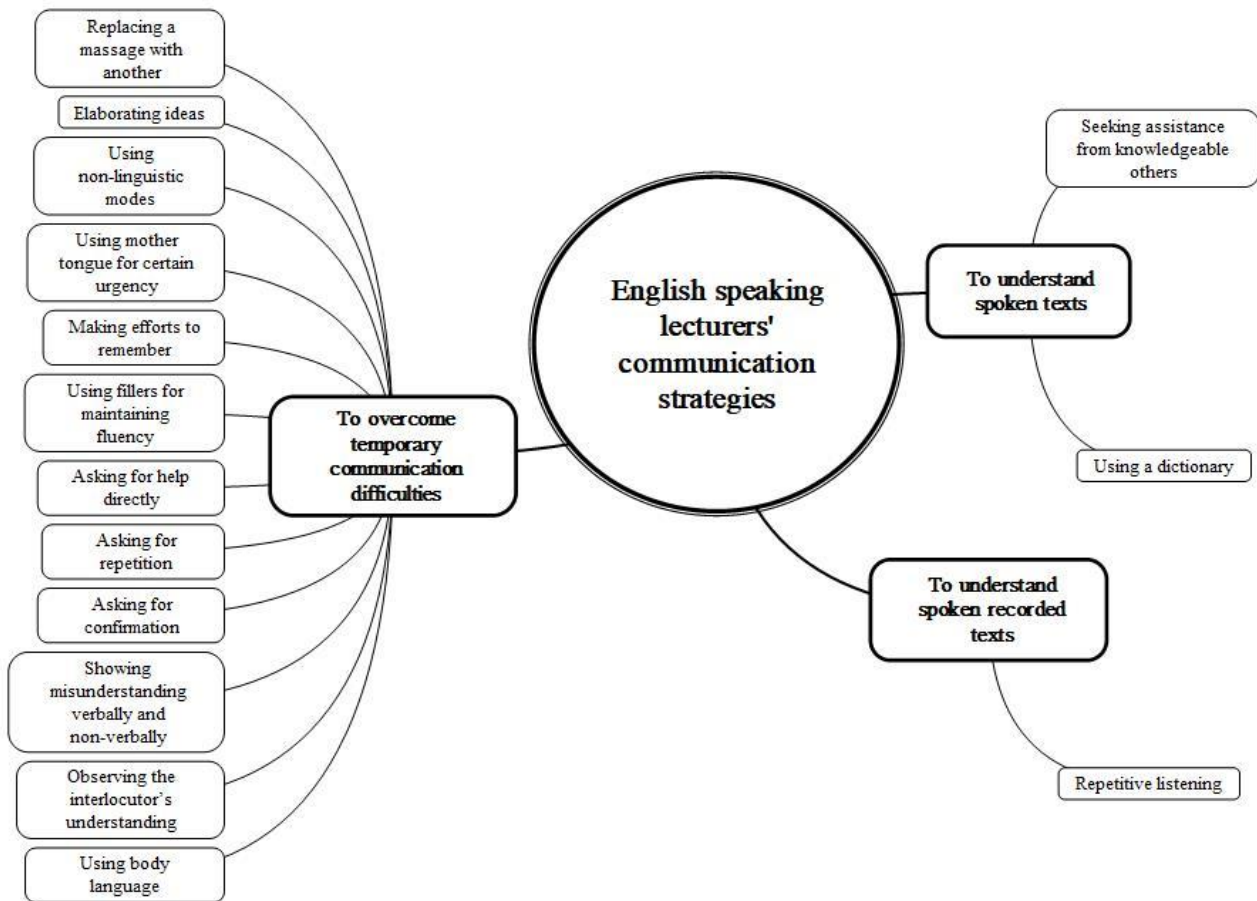 Replacing a
massage with
another
Elaborating ideas
Using
non-linguistic
modes
Using mother
tongue for certain
urgency
Making efforts to
remember
Using fillers for
maintaining
fluency
Asking for help
directly
Asking for
repetition
Asking for
confirmation
Showing
misunderstanding
verbally and
non-verbally
Observing the
interlocutor’s
understanding
Using body
language
To overcome
temporary
communication
difficulties
English speaking
lecturers'
communication
strategies
Seeking assistance
from knowledgeable
others
To understand
spoken texts
Using a dictionary
To understand
spoken recorded
texts
Repetitive listening